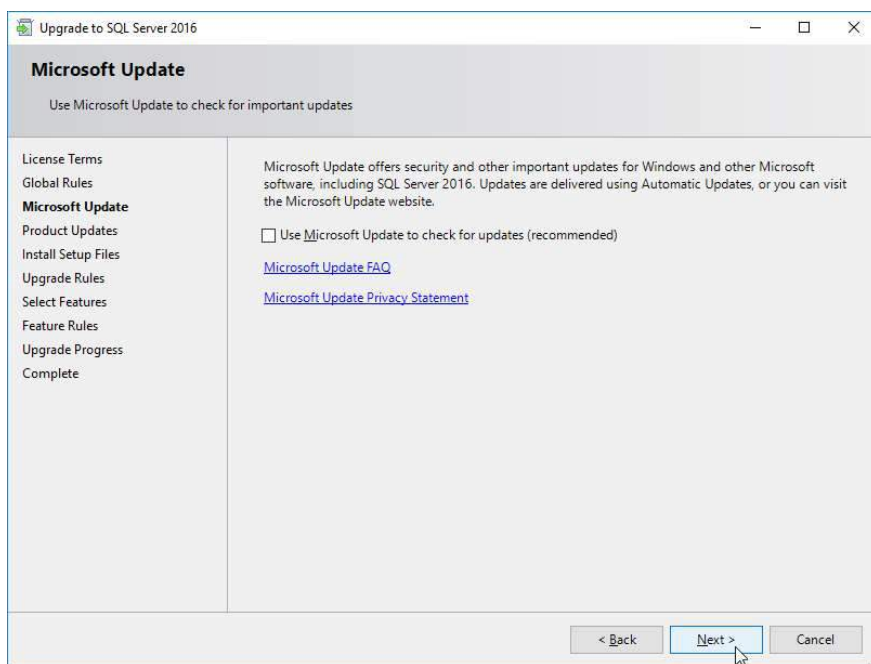 Upgrade to SQL Server 2016
Microsoft Update
Use Microsoft Update to check for important updates
License Terms
Global Rules
Microsoft Update
Product Updates
Install Setup Files
Upgrade Rules
Select Features
Feature Rules
Upgrade Progress
Complete
Microsoft Update offers security and other important updates for Windows and other Microsoft
software, including SQL Server 2016. Updates are delivered using Automatic Updates, or you can visit
the Microsoft Update website.
Use Microsoft Update to check for updates (recommended)
Microsoft Update FAQ
Microsoft Update Privacy Statement
< Back
Next >
Cancel